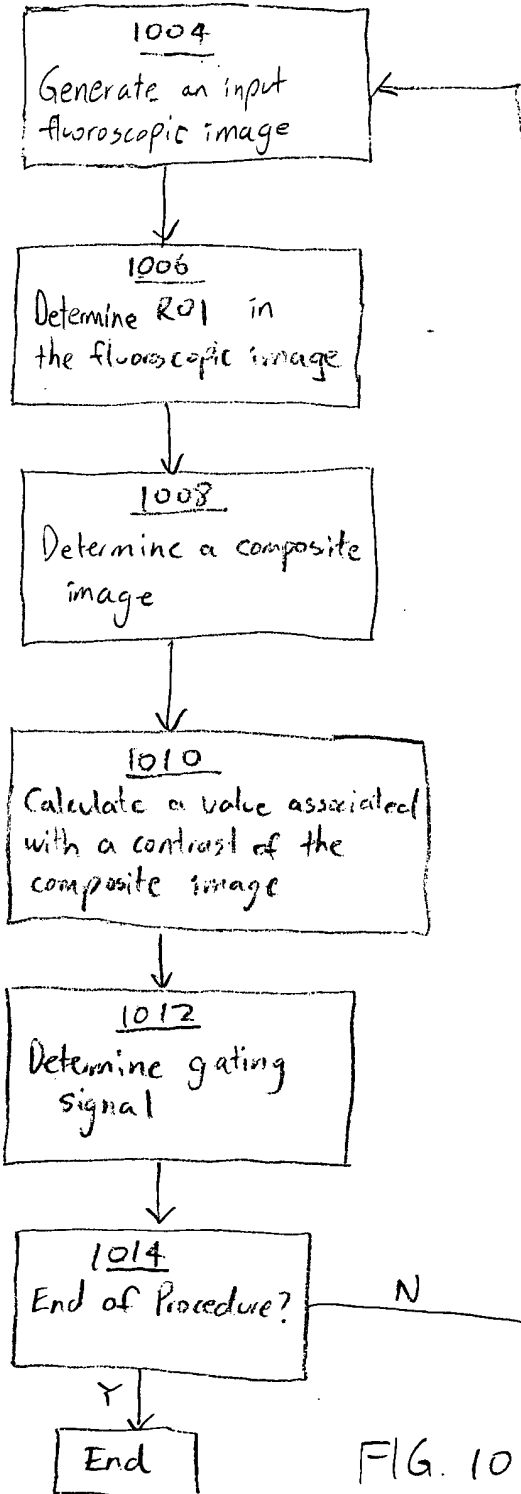 1004
Generate an input
fluoroscopic image
1006
Determine ROI in
the fluoroscopic image
1008
Determine a composite
image
1010
Calculate a value associated
with a contrast of the
composite image
1012
Determine gating
signal
1014
End of Procedure?
N
Y
End
FIG. 10